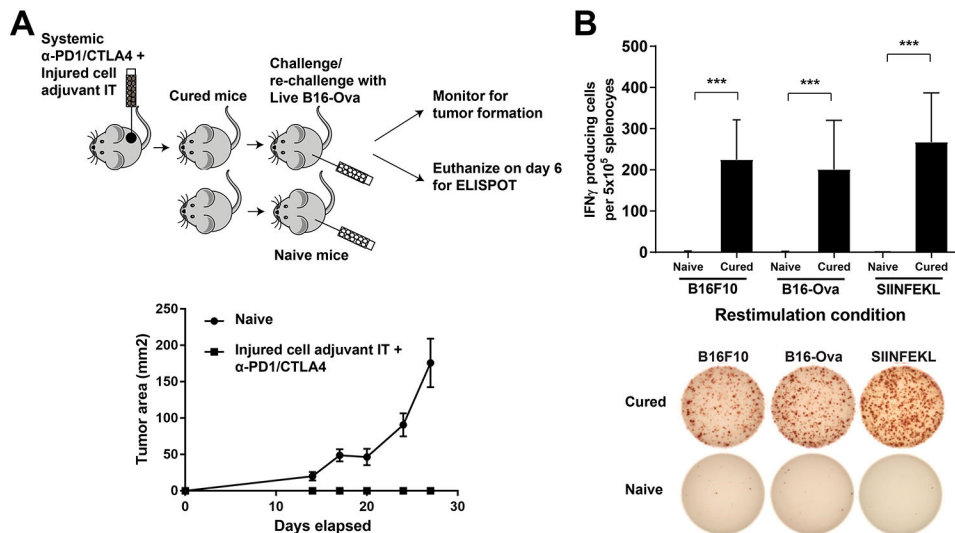 A
Systemic
α-PD1/CTLA4 +
Injured cell
adjuvant IT
Cured mice
Challenge/
re-challenge with
Live B16-Ova
Monitor for
tumor formation
Euthanize on day 6
for ELISPOT
Naive mice
Tumor area (mm2)
250
200
150
100
50
0
Naive
Injured cell adjuvant IT +
α-PD1/CTLA4
0 10 20 30
Days elapsed
B
IFNγ producing cells
per 5x10⁵ splenocytes
500
400
300
200
100
0
*** *** ***
Naive Cured Naive Cured Naive Cured
B16F10 B16-Ova SIINFEKL
Restimulation condition
B16F10 B16-Ova SIINFEKL
Cured
Naive